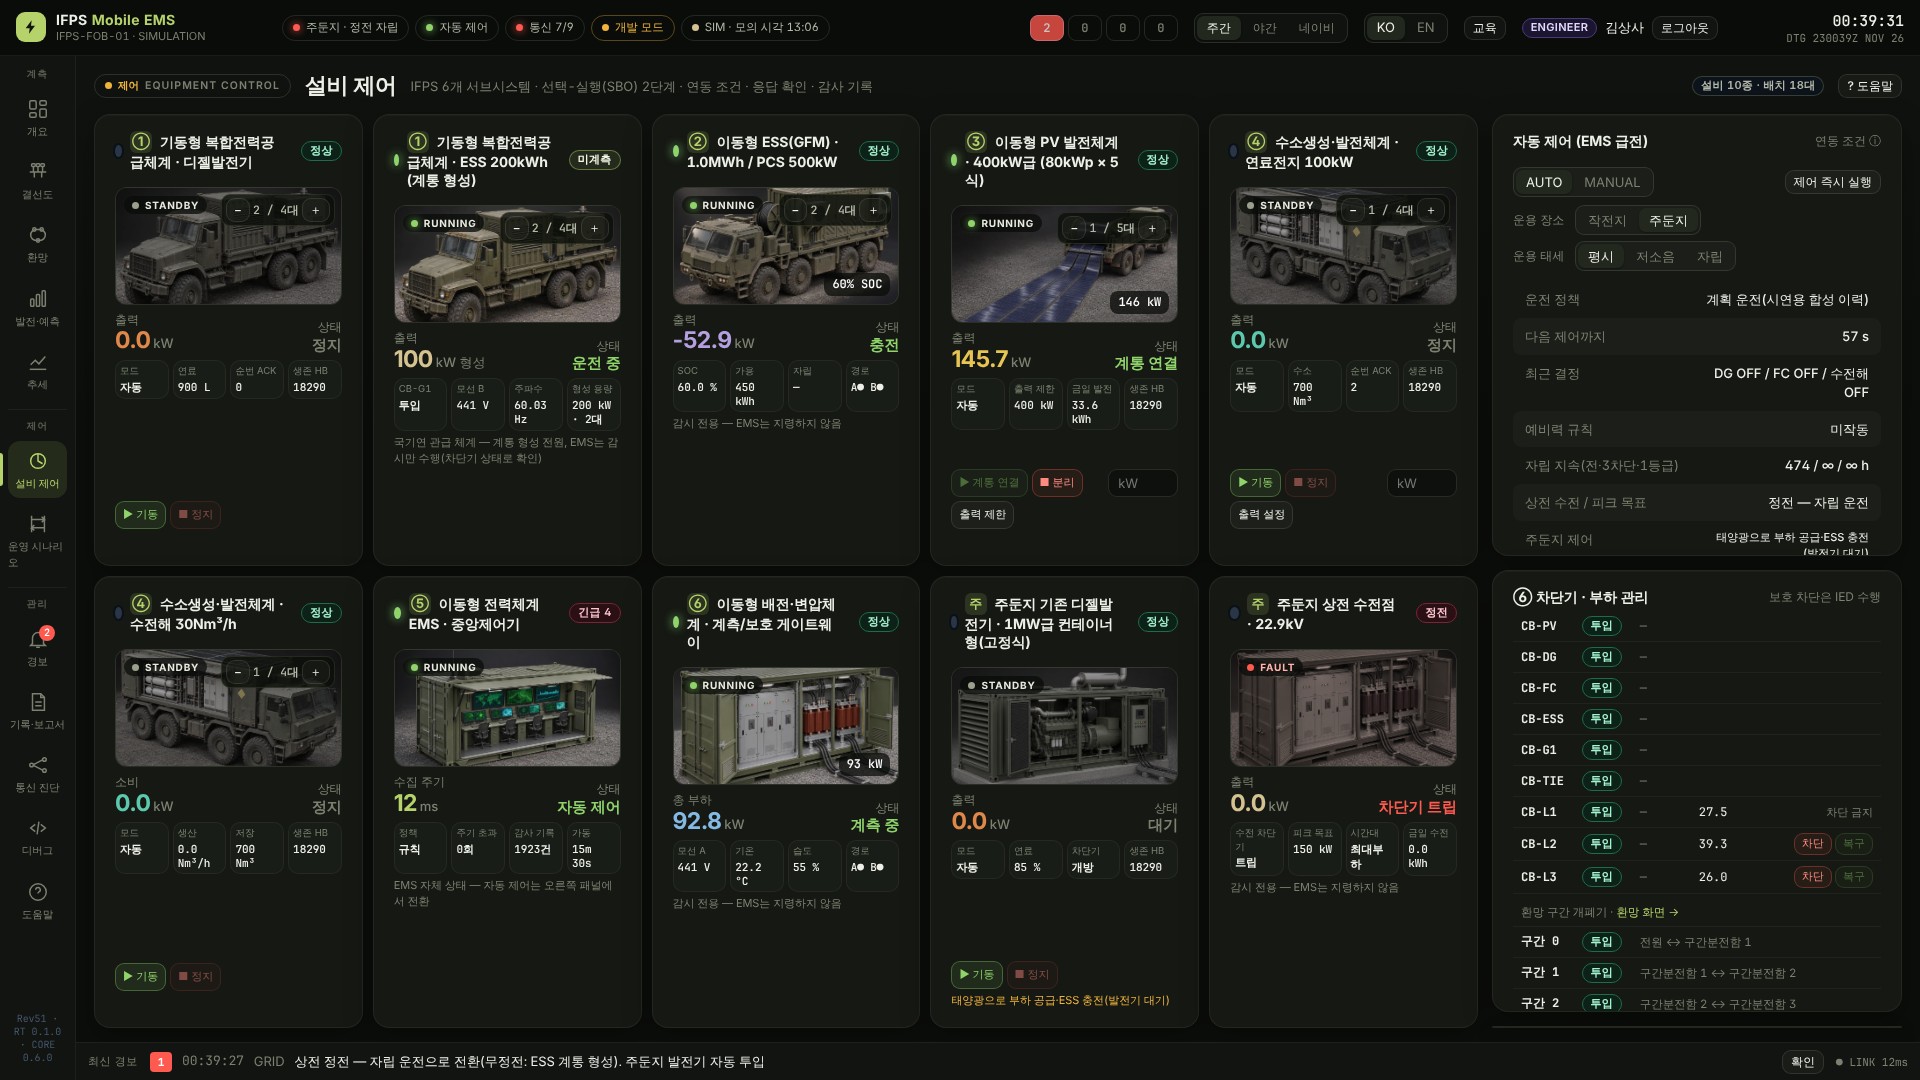 IFPS Mobile EMS
IFPS-FOB-01 · SIMULATION
주둔지 · 정전 자립
자동 제어
통신 7/9
개발 모드
SIM · 모의 시각 13:06
2 0 0 0
주간 야간 네이비
KO EN
교육
ENGINEER 김상사 로그아웃
00:39:31
DTG 230039Z NOV 26
계측
개요
결선도
환망
발전·예측
추세
제어
설비 제어
운영 시나리
오
관리
2
경보
기록·보고서
통신 진단
디버그
도움말
RevS1 ·
RT 0.1.0
· CORE
0.6.0
제어 EQUIPMENT CONTROL
설비 제어
IFPS 6개 서브시스템 · 선택-실행(SBO) 2단계 · 연동 조건 · 응답 확인 · 감사 기록
설비 10종 · 배치 18대
? 도움말
① 기동형 복합전력공
급체계 · 디젤발전기
정상
STANDBY
− 2 / 4대 +
출력
0.0 kW
상태
정지
모드 연료 순번 ACK 생존 HB
자동 900 L 0 18290
▶ 기동 ■ 정지
① 기동형 복합전력공
급체계 · ESS 200kWh
(계통 형성)
미계측
RUNNING
− 2 / 4대 +
출력
100 kW 형성
상태
운전 중
CB-G1 모선 B 주파수 형성 용량
투입 441 V 60.03 200 kW
Hz · 2대
국기연 관급 체계 — 계통 형성 전원, EMS는 감
시만 수행(차단기 상태로 확인)
② 이동형 ESS(GFM) ·
1.0MWh / PCS 500kW
정상
RUNNING
− 2 / 4대 +
60% SOC
출력
-52.9 kW
상태
충전
SOC 가용 자립 경로
60.0 % 450 — A● B●
kWh
감시 전용 — EMS는 지령하지 않음
③ 이동형 PV 발전체계
· 400kW급 (80kWp × 5
식)
정상
RUNNING
− 1 / 5대 +
146 kW
출력
145.7 kW
상태
계통 연결
모드 출력 제한 금일 발전 생존 HB
자동 400 kW 33.6 18290
kWh
▶ 계통 연결 ■ 분리 kW
출력 제한
④ 수소생성·발전체계 ·
연료전지 100kW
정상
STANDBY
− 1 / 4대 +
출력
0.0 kW
상태
정지
모드 수소 순번 ACK 생존 HB
자동 700 2 18290
Nm³
▶ 기동 ■ 정지 kW
출력 설정
④ 수소생성·발전체계 ·
수전해 30Nm³/h
정상
STANDBY
− 1 / 4대 +
소비
0.0 kW
상태
정지
모드 생산 저장 생존 HB
자동 0.0 700 18290
Nm³/h Nm³
▶ 기동 ■ 정지
⑤ 이동형 전력체계
EMS · 중앙제어기
긴급 4
RUNNING
수집 주기
12 ms
상태
자동 제어
정책 주기 초과 감사 기록 가동
규칙 0회 1923건 15m
30s
EMS 자체 상태 — 자동 제어는 오른쪽 패널에
서 전환
⑥ 이동형 배전·변압체
계 · 계측/보호 게이트웨
이
정상
RUNNING
93 kW
총 부하
92.8 kW
상태
계측 중
모선 A 기온 습도 경로
441 V 22.2 55 % A● B●
°C
감시 전용 — EMS는 지령하지 않음
주 주둔지 기존 디젤발
전기 · 1MW급 컨테이너
형(고정식)
정상
STANDBY
출력
0.0 kW
상태
대기
모드 연료 차단기 생존 HB
자동 85 % 개방 18290
▶ 기동 ■ 정지
태양광으로 부하 공급·ESS 충전(발전기 대기)
주 주둔지 상전 수전점
· 22.9kV
정전
FAULT
출력
0.0 kW
상태
차단기 트립
수전 차단 피크 목표 시간대 금일 수전
기 150 kW 최대부 0.0
트립 하 kWh
감시 전용 — EMS는 지령하지 않음
자동 제어 (EMS 급전)
연동 조건 ⓘ
AUTO MANUAL
제어 즉시 실행
운용 장소 작전지 주둔지
운용 태세 평시 저소음 자립
운전 정책 계획 운전(시연용 합성 이력)
다음 제어까지 57 s
최근 결정 DG OFF / FC OFF / 수전해
OFF
예비력 규칙 미작동
자립 지속(전·3차단·1등급) 474 / ∞ / ∞ h
상전 수전 / 피크 목표 정전 — 자립 운전
주둔지 제어 태양광으로 부하 공급·ESS 충전
(발전기 대기)
⑥ 차단기 · 부하 관리
보호 차단은 IED 수행
CB-PV 투입 —
CB-DG 투입 —
CB-FC 투입 —
CB-ESS 투입 —
CB-G1 투입 —
CB-TIE 투입 —
CB-L1 투입 — 27.5 차단 금지
CB-L2 투입 — 39.3 차단 복구
CB-L3 투입 — 26.0 차단 복구
환망 구간 개폐기 · 환망 화면 →
구간 0 투입 전원 ↔ 구간분전함 1
구간 1 투입 구간분전함 1 ↔ 구간분전함 2
구간 2 투입 구간분전함 2 ↔ 구간분전함 3
최신 경보 1 00:39:27 GRID 상전 정전 — 자립 운전으로 전환(무정전: ESS 계통 형성). 주둔지 발전기 자동 투입
확인
LINK 12ms